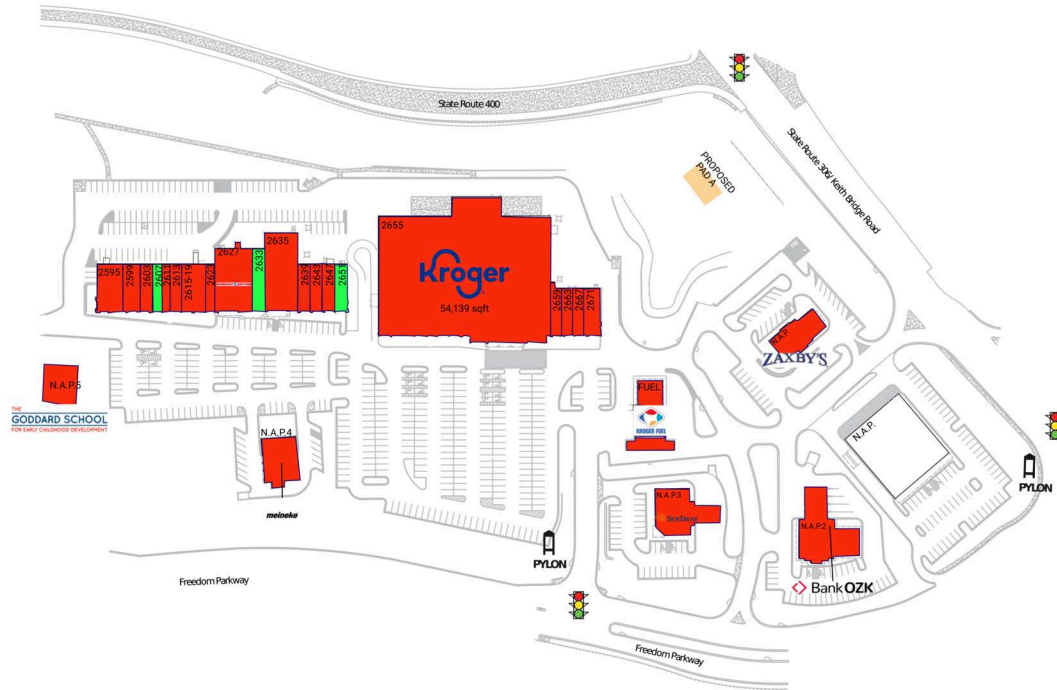 State Route 400
State Route 306/ Keith Bridge Road
PROPOSED
PAD A
2655
Kroger
54,139 sqft
2635
2627
2633
2595
2599
2603
2607
2611
2613
2615-19
2623
2639
2643
2647
2651
2659
2663
2667
2671
N.A.P.
ZAXBY'S
N.A.P.5
THE
GODDARD SCHOOL
FOR EARLY CHILDHOOD DEVELOPMENT
FUEL
KROGER FUEL
N.A.P.4
meineke
N.A.P.
PYLON
N.A.P.3
SUNTRUST
N.A.P.2
BankOZK
PYLON
Freedom Parkway
Freedom Parkway